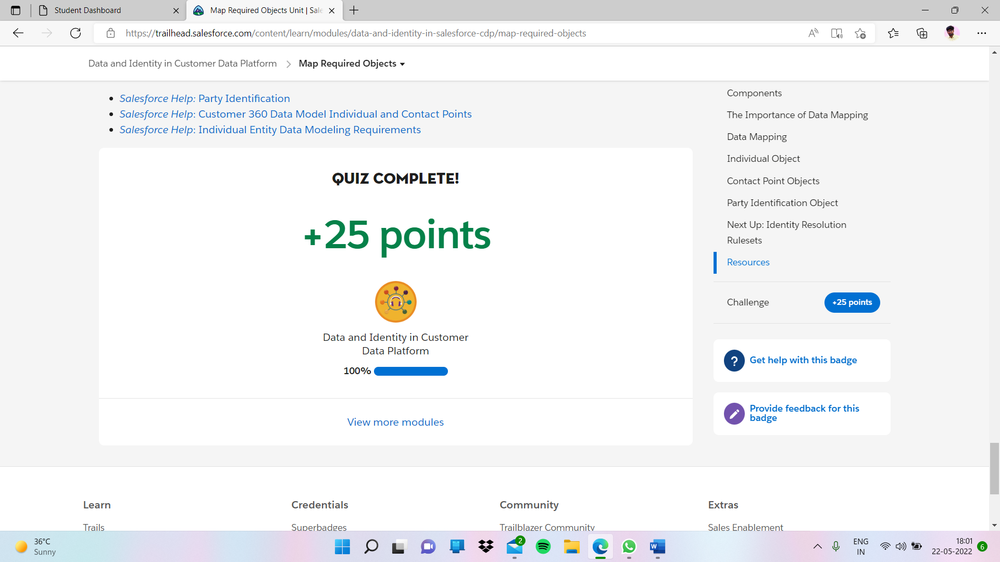 Student Dashboard
Map Required Objects Unit | Sale
https://trailhead.salesforce.com/content/learn/modules/data-and-identity-in-salesforce-cdp/map-required-objects
Data and Identity in Customer Data Platform
Map Required Objects
Salesforce Help: Party Identification
Salesforce Help: Customer 360 Data Model Individual and Contact Points
Salesforce Help: Individual Entity Data Modeling Requirements
QUIZ COMPLETE!
+25 points
Data and Identity in Customer
Data Platform
100%
View more modules
Components
The Importance of Data Mapping
Data Mapping
Individual Object
Contact Point Objects
Party Identification Object
Next Up: Identity Resolution
Rulesets
Resources
Challenge
+25 points
?
Get help with this badge
Provide feedback for this
badge
Learn
Credentials
Community
Extras
Trails
Superbadges
Trailblazer Community
Sales Enablement
36°C
Sunny
2
W
ENG
IN
18:01
22-05-2022
6